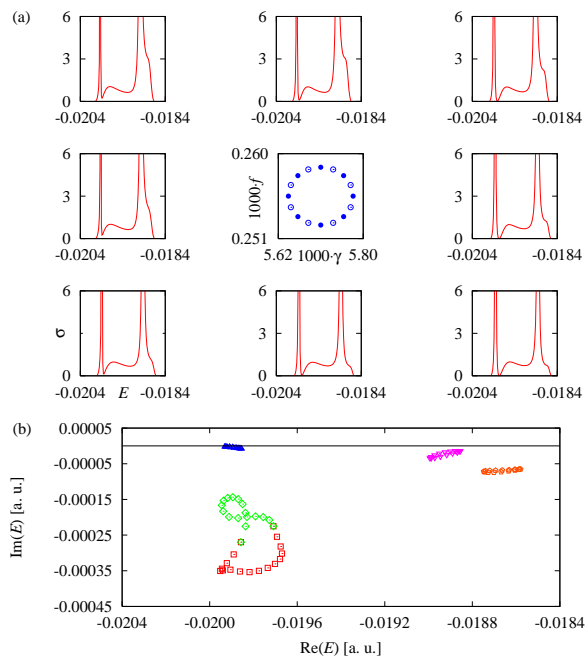 (a)
6 3 0 -0.0204 -0.0184
6 3 0 -0.0204 -0.0184
6 3 0 -0.0204 -0.0184
6 3 0 -0.0204 -0.0184
0.260 1000·f 0.251 5.62 1000·γ 5.80
6 3 0 -0.0204 -0.0184
6 3 σ 0 -0.0204 E -0.0184
6 3 0 -0.0204 -0.0184
6 3 0 -0.0204 -0.0184
(b)
0.00005
-0.00005
-0.00015
-0.00025
-0.00035
-0.00045
Im(E) [a. u.]
-0.0204 -0.0200 -0.0196 -0.0192 -0.0188 -0.0184
Re(E) [a. u.]